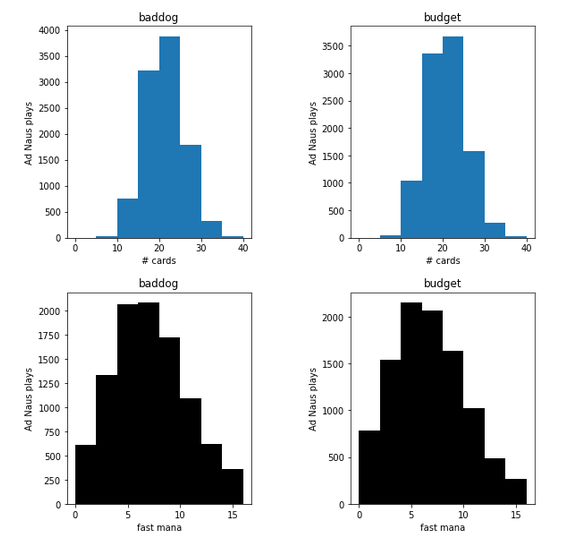 baddog
4000
3500
3000
2500
2000
1500
1000
500
0
Ad Naus plays
0 10 20 30 40
# cards
budget
3500
3000
2500
2000
1500
1000
500
0
Ad Naus plays
0 10 20 30 40
# cards
baddog
2000
1750
1500
1250
1000
750
500
250
0
Ad Naus plays
0 5 10 15
fast mana
budget
2000
1500
1000
500
0
Ad Naus plays
0 5 10 15
fast mana